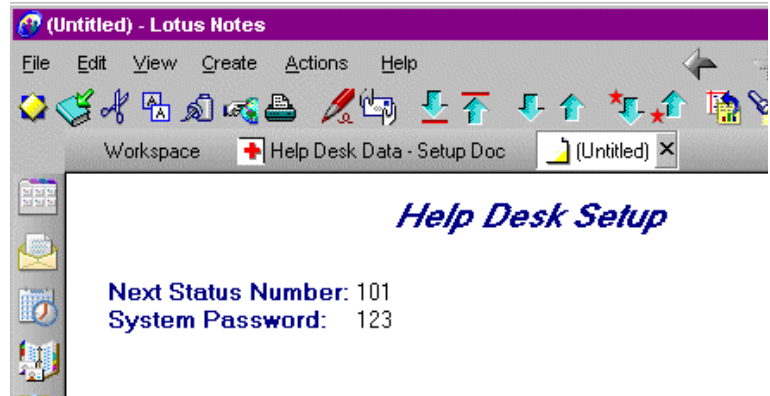 (Untitled) - Lotus Notes
File Edit View Create Actions Help
Workspace Help Desk Data - Setup Doc (Untitled)
Help Desk Setup
Next Status Number: 101
System Password: 123